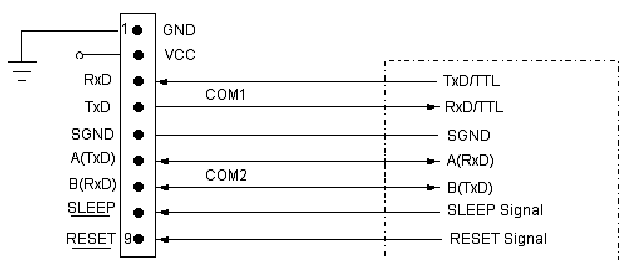 1 GND
VCC
RxD TxD/TTL
COM1
TxD RxD/TTL
SGND SGND
A(TxD) A(RxD)
COM2
B(RxD) B(TxD)
SLEEP SLEEP Signal
RESET 9 RESET Signal